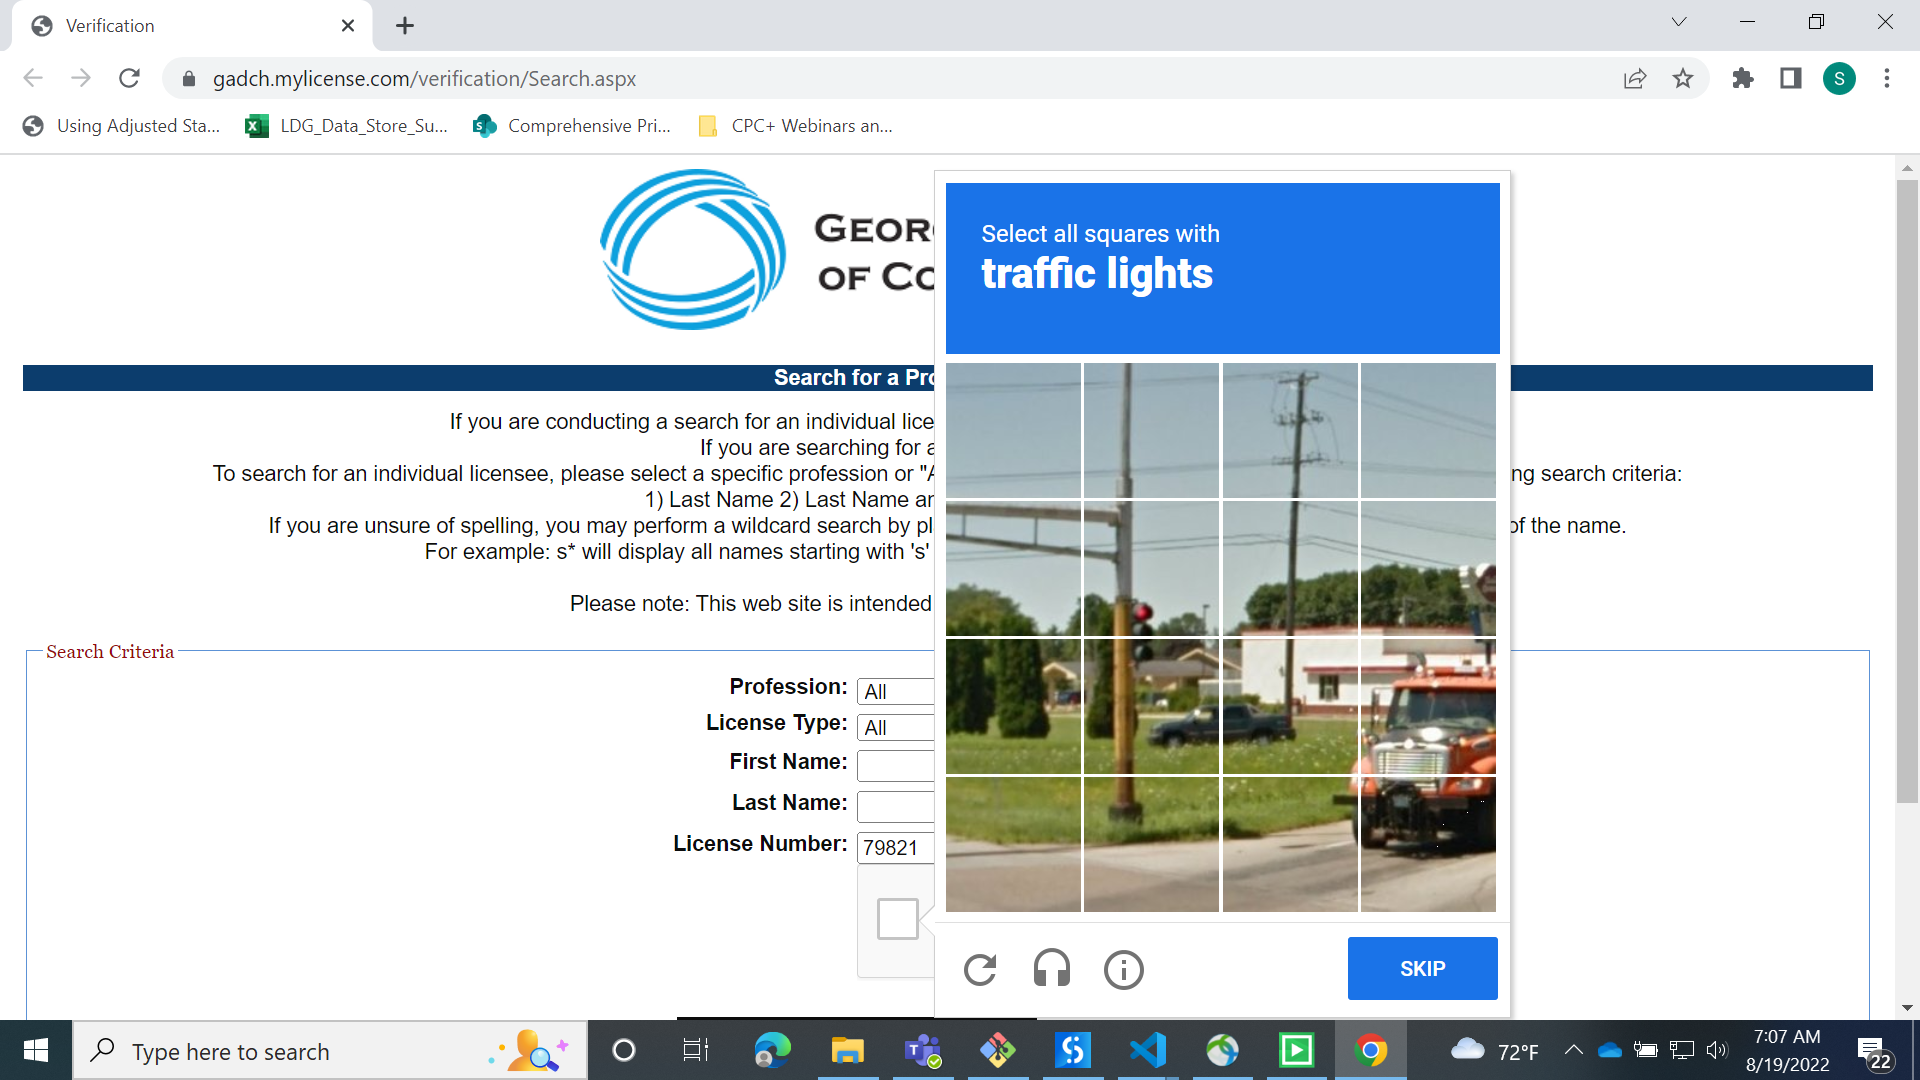 Verification
gadch.mylicense.com/verification/Search.aspx
S
Using Adjusted Sta...
LDG_Data_Store_Su...
Comprehensive Pri...
CPC+ Webinars an...
GEOR
OF CO
Select all squares with
traffic lights
Search for a Pro
If you are conducting a search for an individual lice
If you are searching for a
To search for an individual licensee, please select a specific profession or "A
ng search criteria:
1) Last Name 2) Last Name an
If you are unsure of spelling, you may perform a wildcard search by pl
of the name.
For example: s* will display all names starting with 's'
Please note: This web site is intended
Search Criteria
Profession: All
License Type: All
First Name:
Last Name:
License Number: 79821
SKIP
Type here to search
72°F
7:07 AM
8/19/2022
22